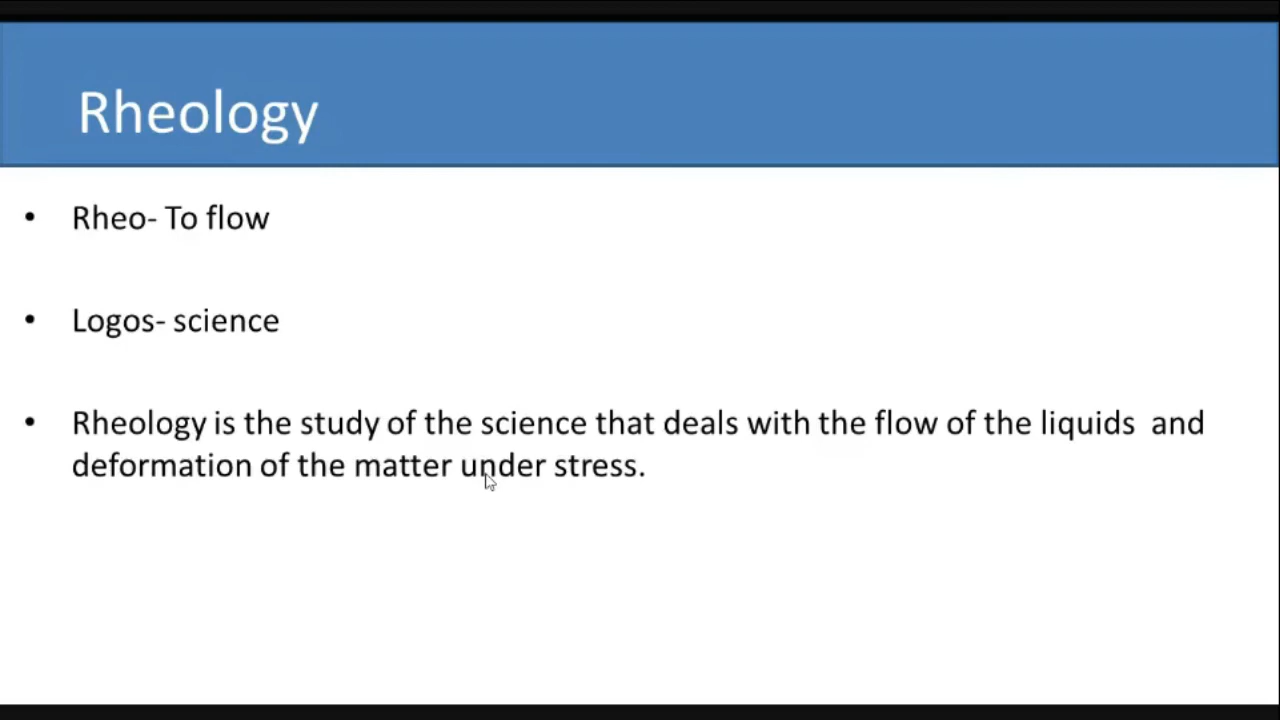 Rheology
• Rheo- To flow
• Logos- science
• Rheology is the study of the science that deals with the flow of the liquids  and
deformation of the matter under stress.